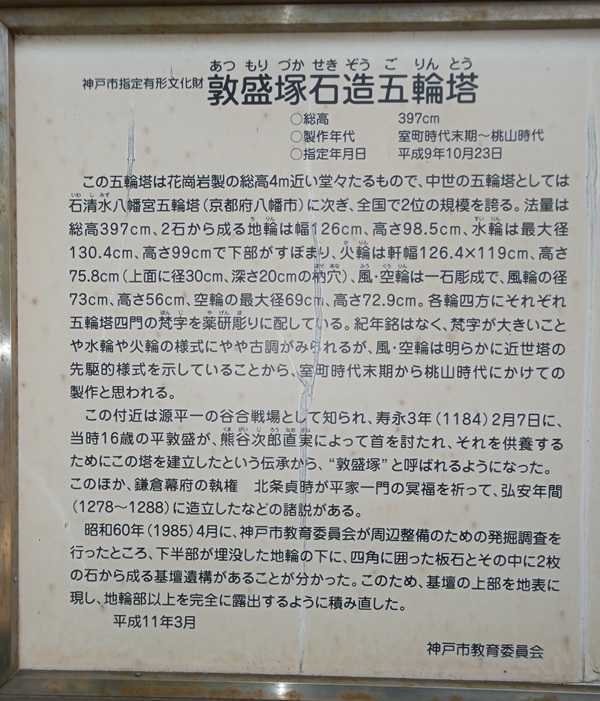 あつ もり づか せき ぞう ご りん とう
神戸市指定有形文化財 敦盛塚石造五輪塔
○総高 397cm
○製作年代 室町時代末期～桃山時代
○指定年月日 平成9年10月23日
この五輪塔は花崗岩製の総高4m近い堂々たるもので、中世の五輪塔としては
石清水八幡宮五輪塔（京都府八幡市）に次ぎ、全国で2位の規模を誇る。法量は
総高397cm、2石から成る地輪は幅126cm、高さ98.5cm、水輪は最大径
130.4cm、高さ99cmで下部がすぼまり、火輪は軒幅126.4×119cm、高さ
75.8cm（上面に径30cm、深さ20cmの枘穴）、風・空輪は一石彫成で、風輪の径
73cm、高さ56cm、空輪の最大径69cm、高さ72.9cm。各輪四方にそれぞれ
五輪塔四門の梵字を薬研彫りに配している。紀年銘はなく、梵字が大きいこと
や水輪や火輪の様式にやや古調がみられるが、風・空輪は明らかに近世塔の
先駆的様式を示していることから、室町時代末期から桃山時代にかけての
製作と思われる。
この付近は源平一の谷合戦場として知られ、寿永3年（1184）2月7日に、
当時16歳の平敦盛が、熊谷次郎直実によって首を討たれ、それを供養する
ためにこの塔を建立したという伝承から、“敦盛塚”と呼ばれるようになった。
このほか、鎌倉幕府の執権 北条貞時が平家一門の冥福を祈って、弘安年間
（1278～1288）に造立したなどの諸説がある。
昭和60年（1985）4月に、神戸市教育委員会が周辺整備のための発掘調査を
行ったところ、下半部が埋没した地輪の下に、四角に囲った板石とその中に2枚
の石から成る基壇遺構があることが分かった。このため、基壇の上部を地表に
現し、地輪部以上を完全に露出するように積み直した。
平成11年3月
神戸市教育委員会